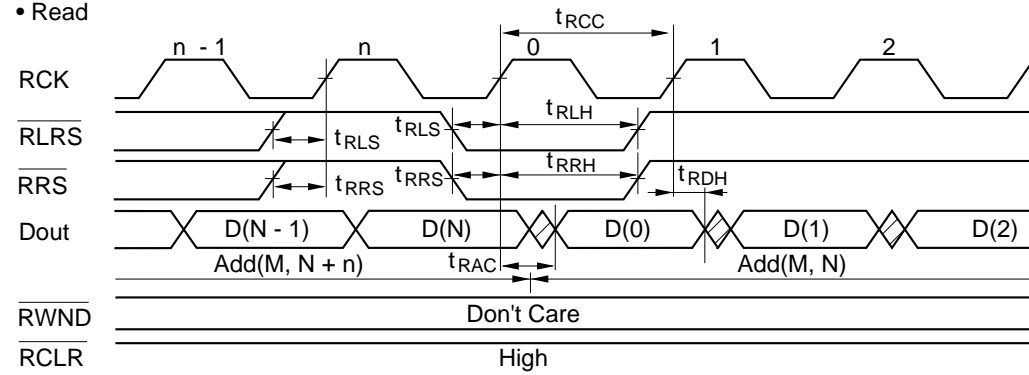 • Read
tRCC
n - 1 n 0 1 2
RCK
RLRS tRLS tRLS tRLH
RRS tRRS tRRS tRRH tRDH
Dout D(N - 1) D(N) D(0) D(1) D(2)
Add(M, N + n) tRAC Add(M, N)
RWND Don't Care
RCLR High